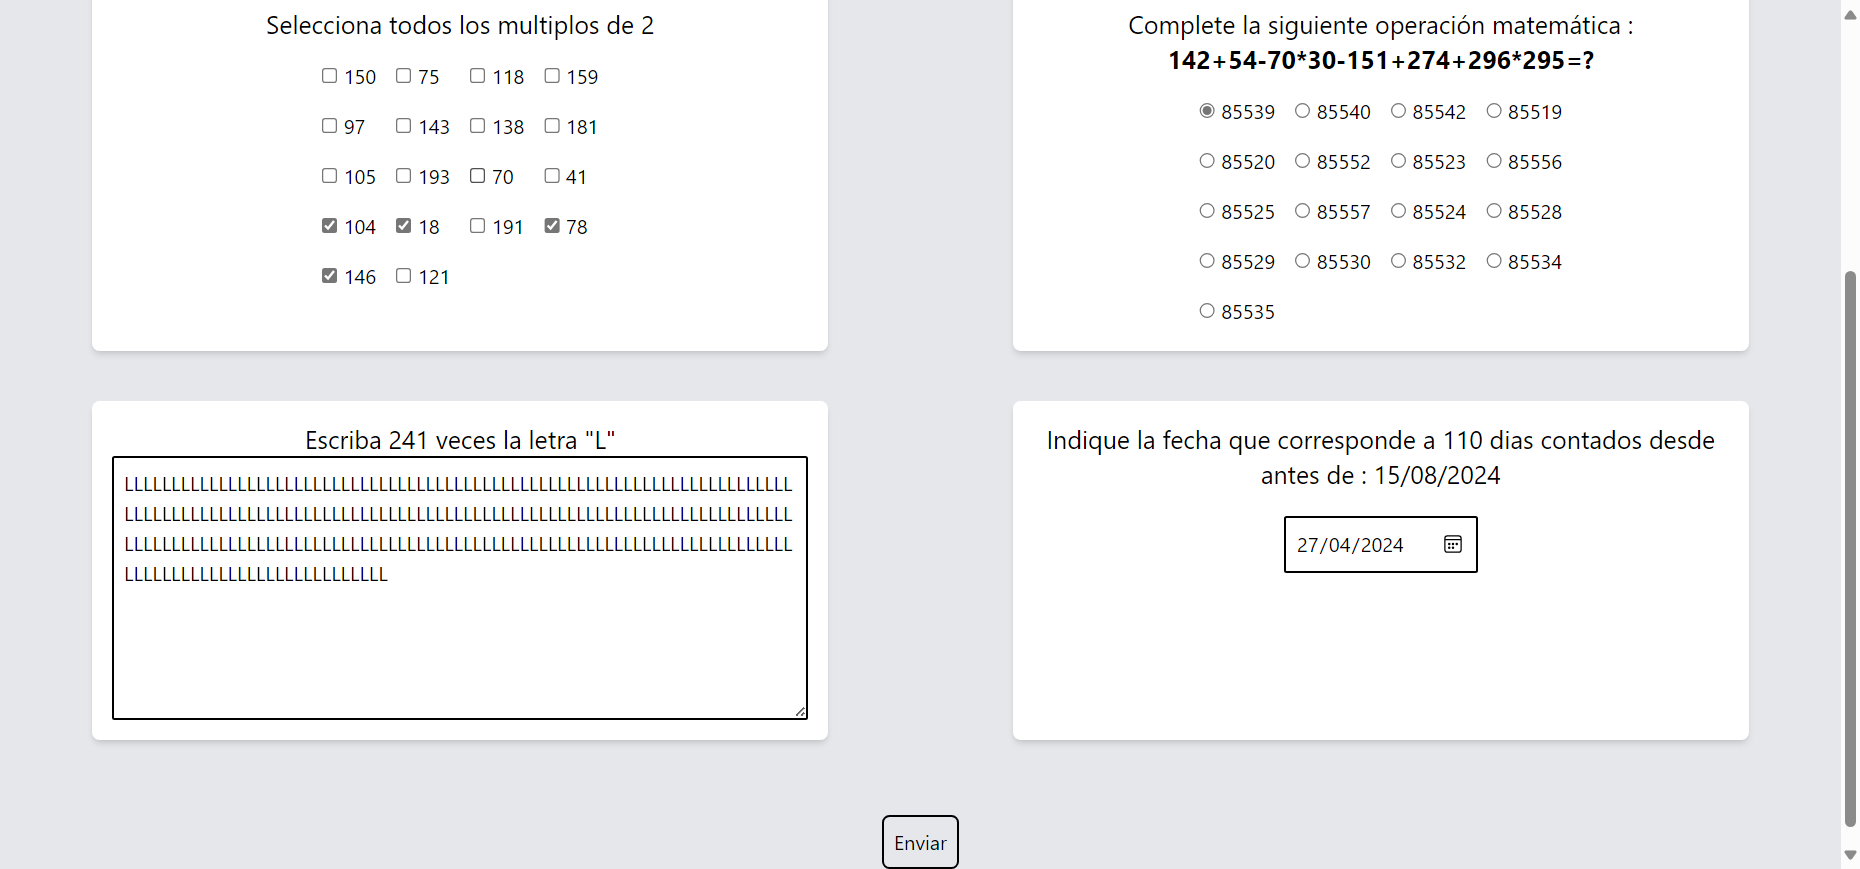 Selecciona todos los multiplos de 2
150 75 118 159
97 143 138 181
105 193 70 41
104 18 191 78
146 121
Complete la siguiente operación matemática :
142+54-70*30-151+274+296*295=?
85539 85540 85542 85519
85520 85552 85523 85556
85525 85557 85524 85528
85529 85530 85532 85534
85535
Escriba 241 veces la letra "L"
LLLLLLLLLLLLLLLLLLLLLLLLLLLLLLLLLLLLLLLLLLLLLLLLLLLLLLLLLLLLLLLLLLLLLLL
LLLLLLLLLLLLLLLLLLLLLLLLLLLLLLLLLLLLLLLLLLLLLLLLLLLLLLLLLLLLLLLLLLLLLLL
LLLLLLLLLLLLLLLLLLLLLLLLLLLLLLLLLLLLLLLLLLLLLLLLLLLLLLLLLLLLLLLLLLLLLLL
LLLLLLLLLLLLLLLLLLLLLLLLLLLL
Indique la fecha que corresponde a 110 dias contados desde
antes de : 15/08/2024
27/04/2024
Enviar